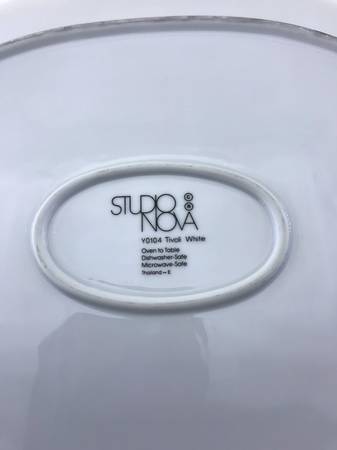 STUDIO ©
NOVA ®
Y0104 Tivoli White
Oven to Table
Dishwasher-Safe
Microwave-Safe
Thailand – E